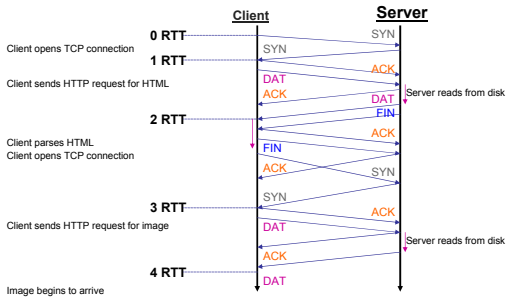 Client Server
0 RTT SYN
Client opens TCP connection SYN
1 RTT ACK
DAT
Client sends HTTP request for HTML
ACK Server reads from disk
DAT
FIN
2 RTT
ACK
Client parses HTML FIN
Client opens TCP connection
ACK SYN
3 RTT SYN ACK
Client sends HTTP request for image DAT
Server reads from disk
ACK
4 RTT
DAT
Image begins to arrive